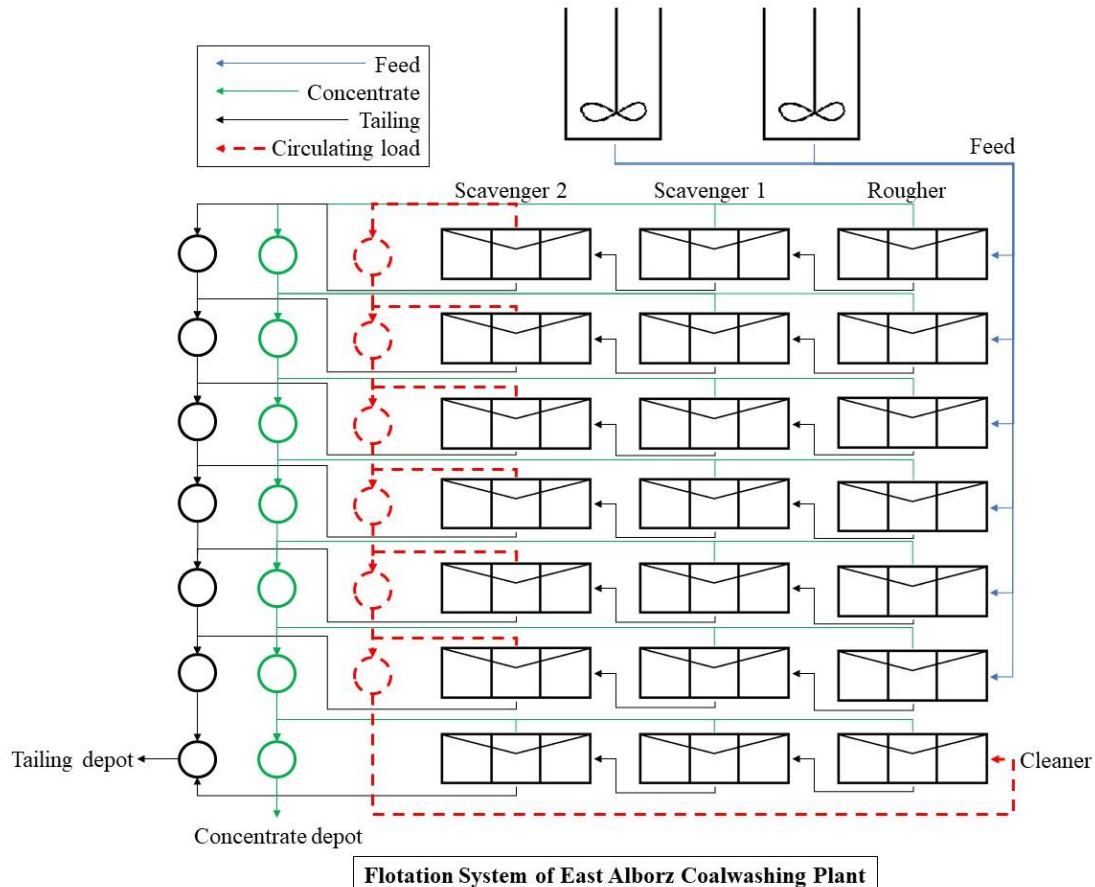 Feed
Concentrate
Tailing
Circulating load
Feed
Scavenger 2
Scavenger 1
Rougher
Tailing depot
Cleaner
Concentrate depot
Flotation System of East Alborz Coalwashing Plant